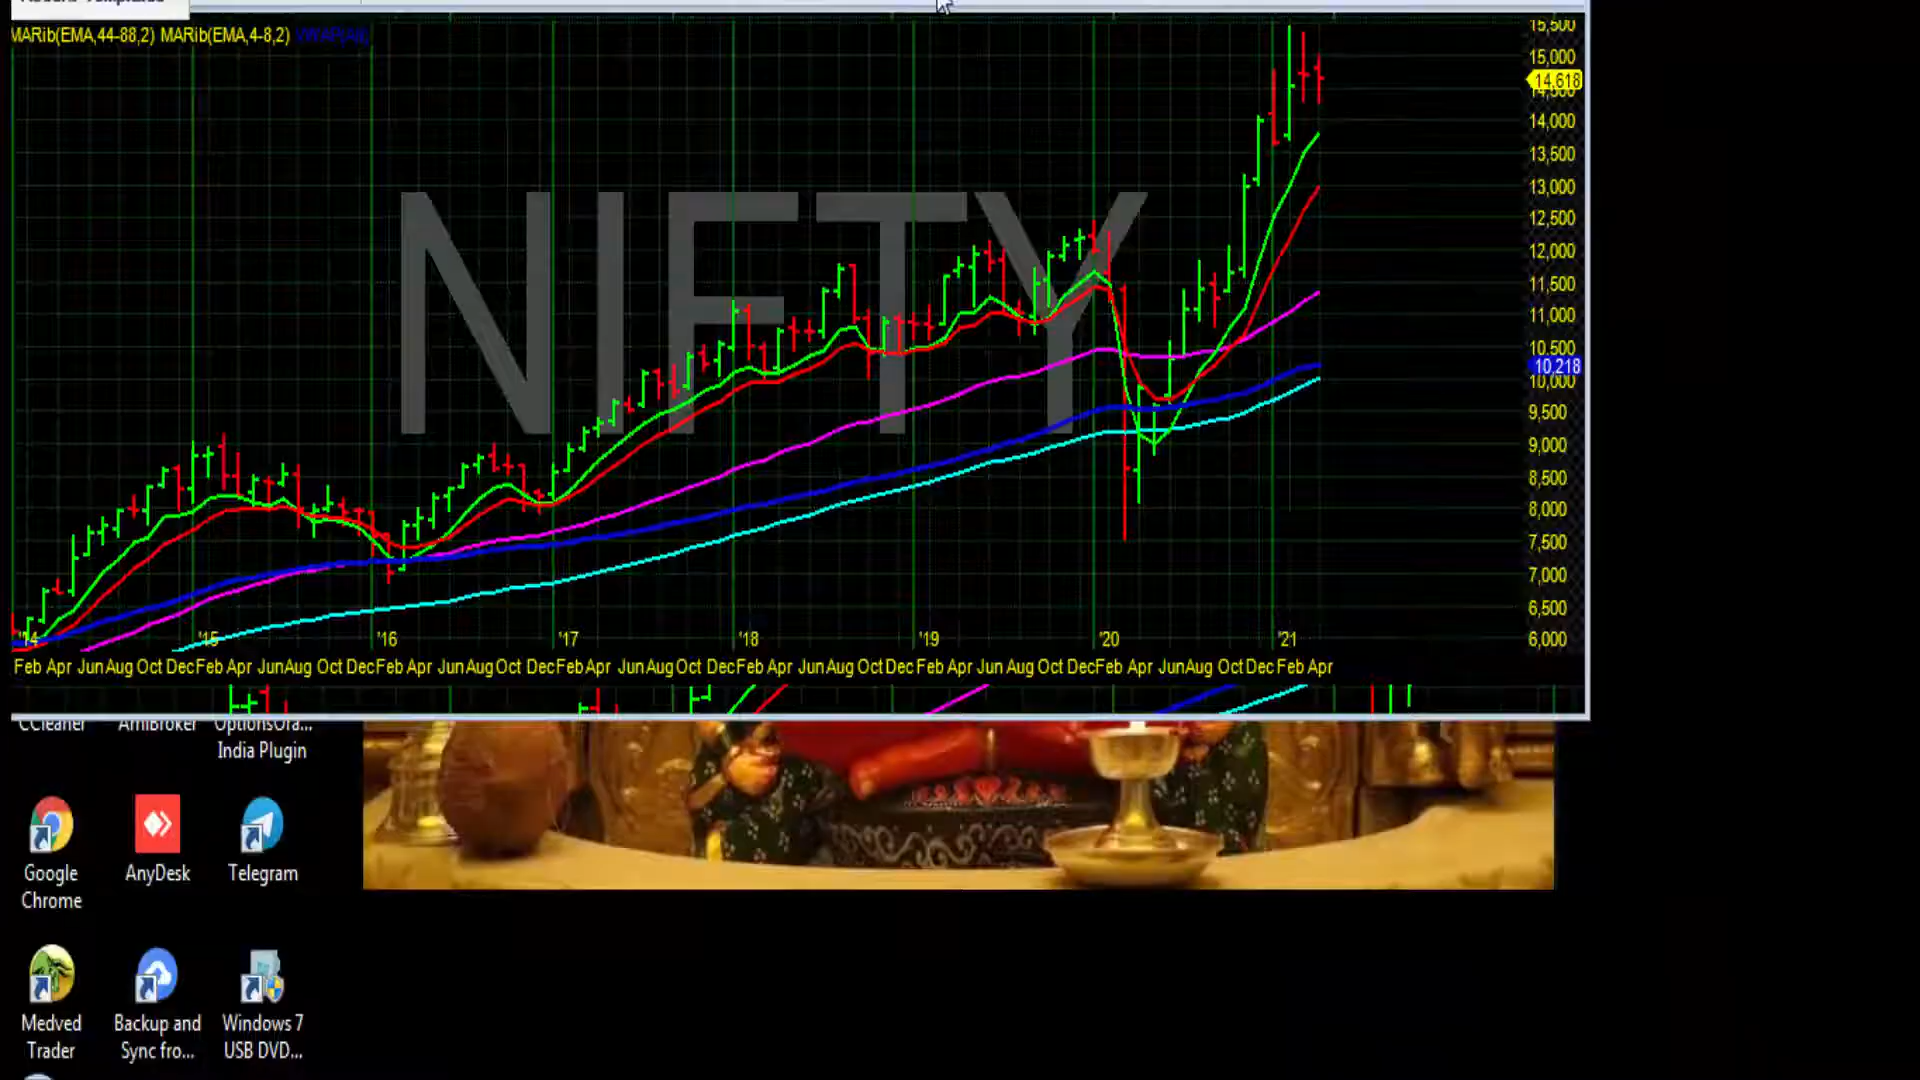 MARib(EMA,44-88,2) MARib(EMA,4-8,2) VWAP(All)
NIFTY
15,500
15,000
14,618
14,500
14,000
13,500
13,000
12,500
12,000
11,500
11,000
10,500
10,218
10,000
9,500
9,000
8,500
8,000
7,500
7,000
6,500
6,000
'14 '15 '16 '17 '18 '19 '20 '21
Feb Apr Jun Aug Oct Dec Feb Apr Jun Aug Oct Dec Feb Apr Jun Aug Oct Dec Feb Apr Jun Aug Oct Dec Feb Apr Jun Aug Oct Dec Feb Apr Jun Aug Oct Dec Feb Apr Jun Aug Oct Dec Feb Apr
CCleaner AmiBroker
India Plugin
Google Chrome
AnyDesk
Telegram
Medved Trader
Backup and Sync fro...
Windows 7 USB DVD...